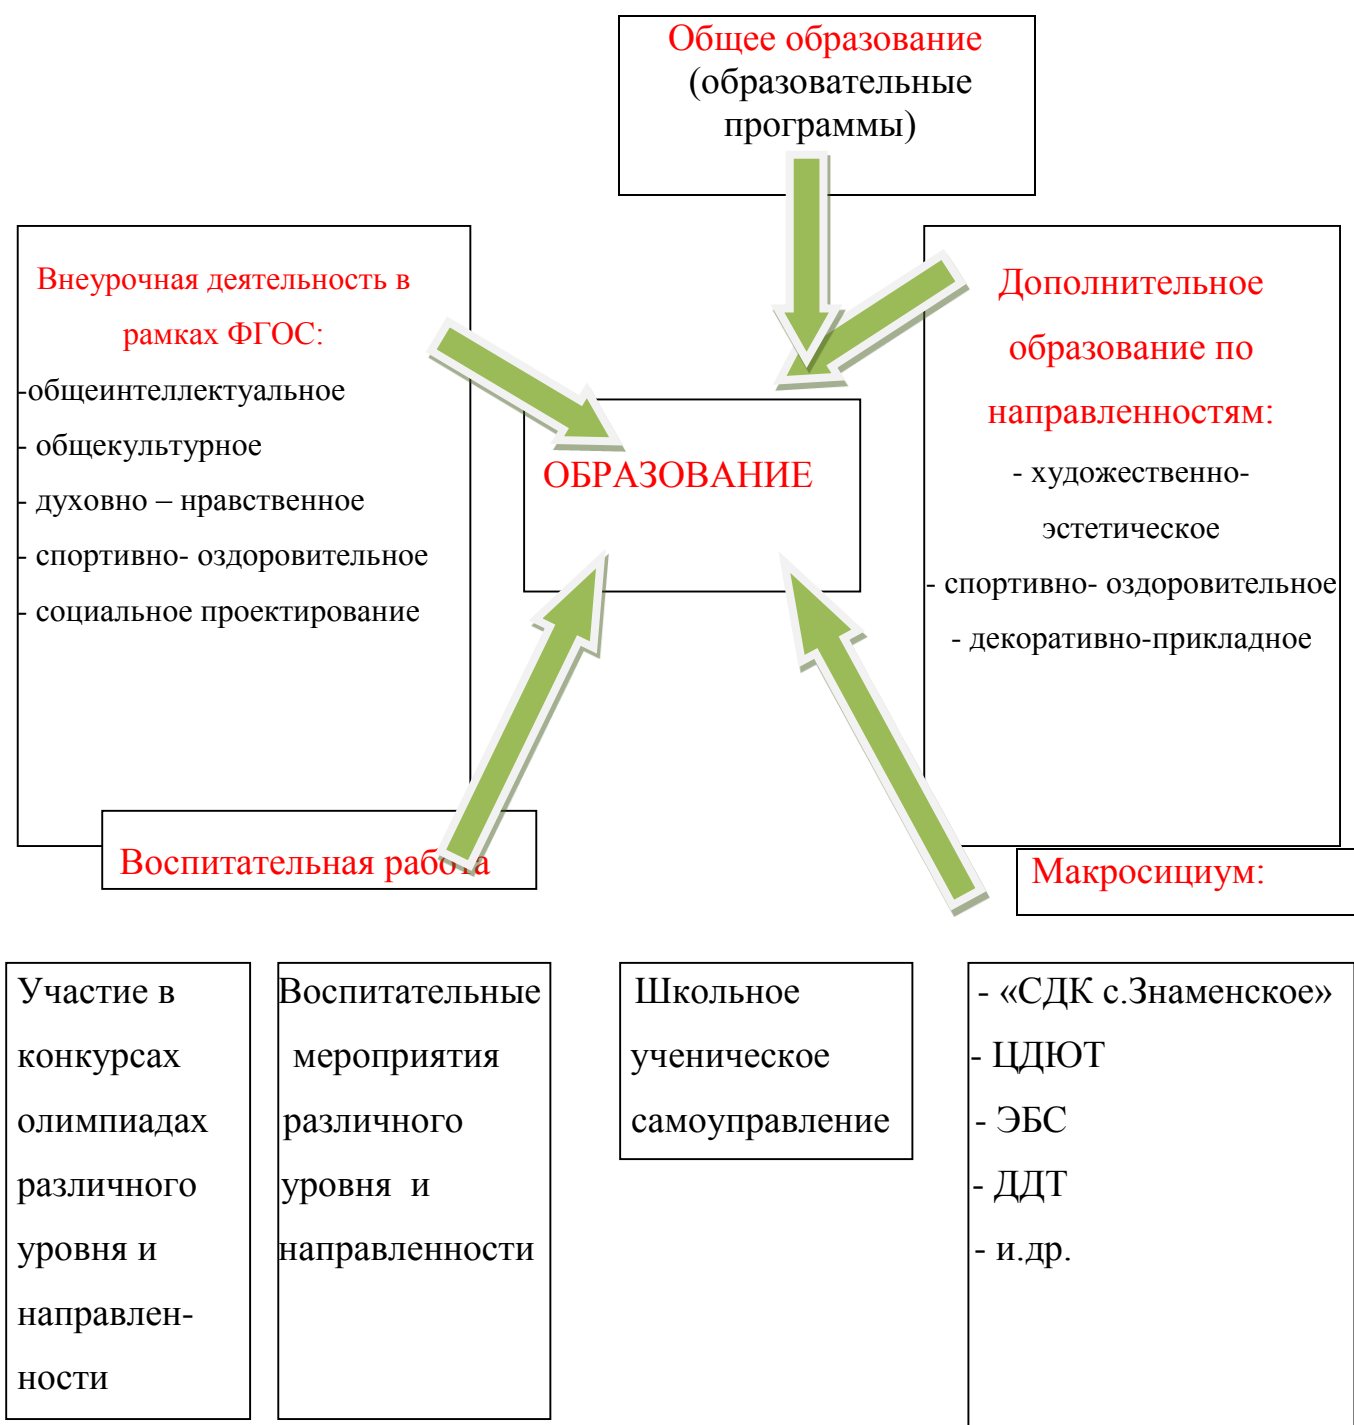 Общее образование
(образовательные
программы)
Внеурочная деятельность в
рамках ФГОС:
-общеинтеллектуальное
- общекультурное
- духовно – нравственное
- спортивно- оздоровительное
- социальное проектирование
ОБРАЗОВАНИЕ
Дополнительное
образование по
направленностям:
- художественно-
эстетическое
- спортивно- оздоровительное
- декоративно-прикладное
Воспитательная работа
Макросициум:
Участие в
конкурсах
олимпиадах
различного
уровня и
направлен-
ности
Воспитательные
мероприятия
различного
уровня и
направленности
Школьное
ученическое
самоуправление
- «СДК с.Знаменское»
- ЦДЮТ
- ЭБС
- ДДТ
- и.др.